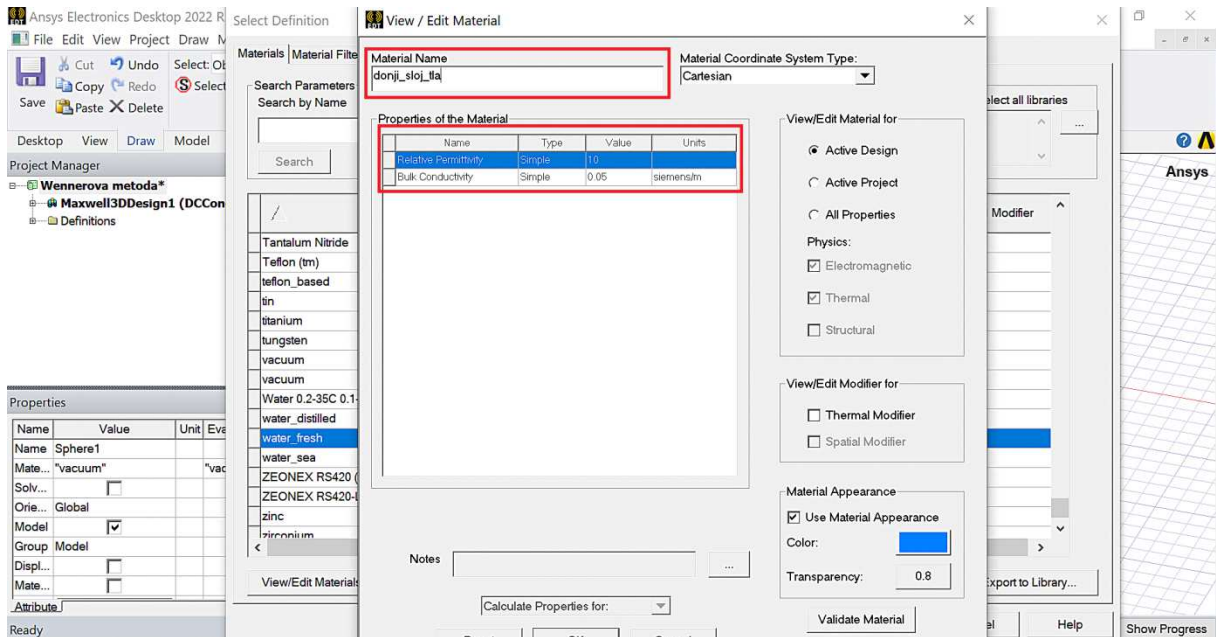 Ansys Electronics Desktop 2022 R
File Edit View Project Draw M
Save
Cut
Copy
Paste
Undo
Redo
Delete
Select: Ob
Select
Desktop View Draw Model
Project Manager
Wennerova metoda*
Maxwell3DDesign1 (DCCon
Definitions
Properties
Name Value Unit Eva
Name Sphere1
Mate... "vacuum" "vac
Solv...
Orie... Global
Model
Group Model
Displ...
Mate...
Attribute
Ready
Select Definition
Materials Material Filte
Search Parameters
Search by Name
Search
/
Tantalum Nitride
Teflon (tm)
teflon_based
tin
titanium
tungsten
vacuum
vacuum
Water 0.2-35C 0.1-
water_distilled
water_fresh
water_sea
ZEONEX RS420 (
ZEONEX RS420-L
zinc
zirconium
View/Edit Materials
View / Edit Material
Material Name
donji_sloj_tla
Material Coordinate System Type:
Cartesian
Properties of the Material
Name Type Value Units
Relative Permittivity Simple 10
Bulk Conductivity Simple 0.05 siemens/m
View/Edit Material for
Active Design
Active Project
All Properties
Physics:
Electromagnetic
Thermal
Structural
View/Edit Modifier for
Thermal Modifier
Spatial Modifier
Material Appearance
Use Material Appearance
Color:
Transparency: 0.8
Notes
...
Calculate Properties for:
Validate Material
elect all libraries
...
Modifier
Export to Library...
el
Help
Ansys
Show Progress